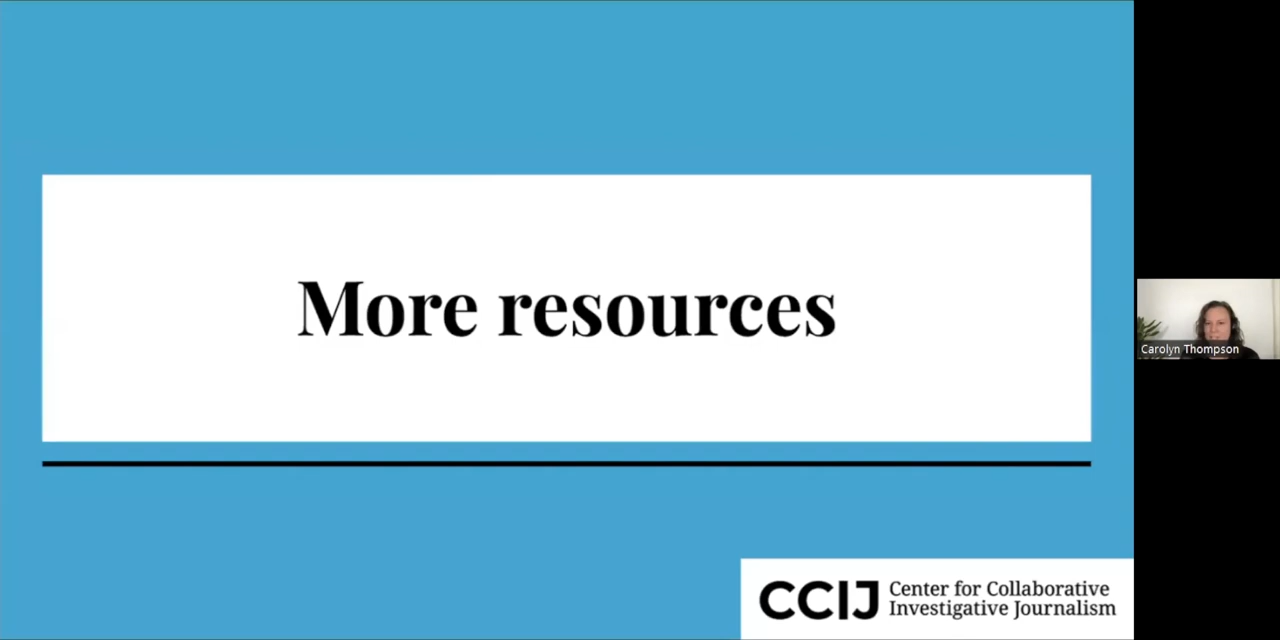 More resources
Carolyn Thompson
CCIJ
Center for Collaborative
Investigative Journalism